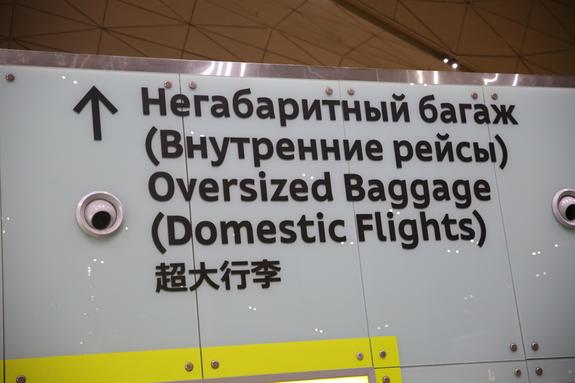 Негабаритный багаж
(Внутренние рейсы)
Oversized Baggage
(Domestic Flights)
超大行李